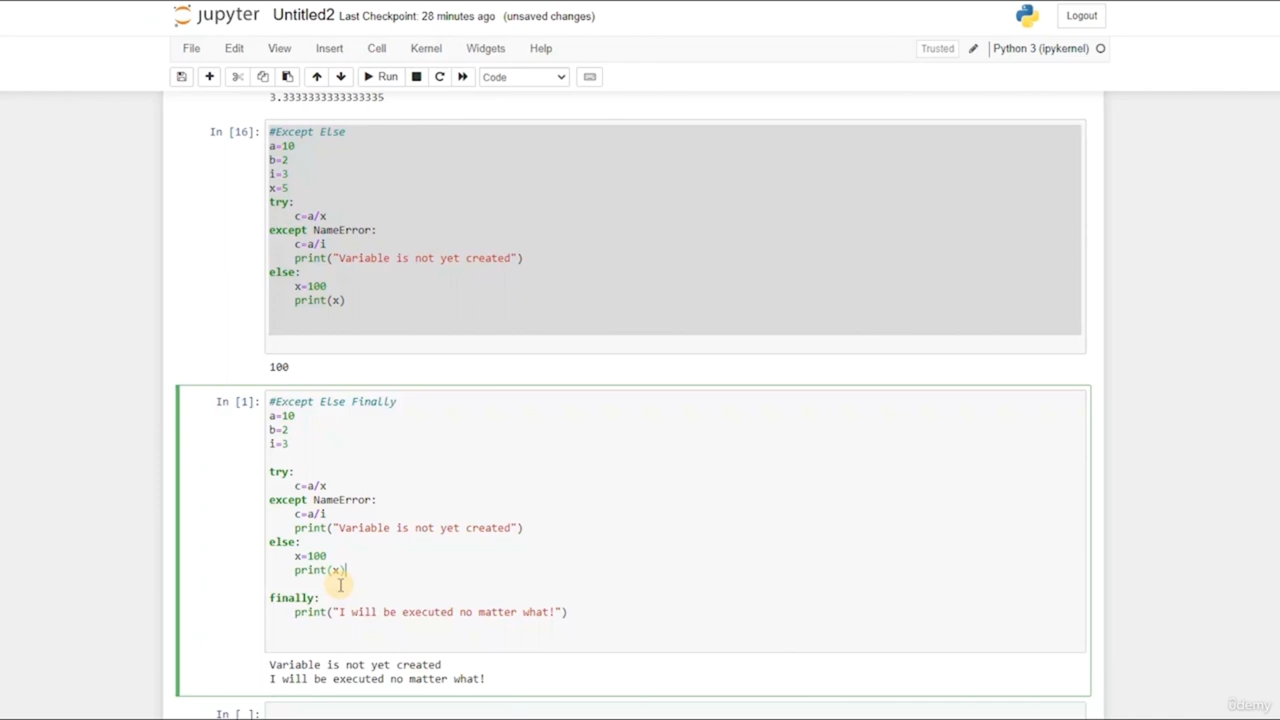 jupyter Untitled2 Last Checkpoint: 28 minutes ago (unsaved changes) Logout
File Edit View Insert Cell Kernel Widgets Help Trusted Python 3 (ipykernel)
Run Code
3.3333333333333335
In [16]: #Except Else
a=10
b=2
i=3
x=5
try:
c=a/x
except NameError:
c=a/i
print("Variable is not yet created")
else:
x=100
print(x)
100
In [1]: #Except Else Finally
a=10
b=2
i=3
try:
c=a/x
except NameError:
c=a/i
print("Variable is not yet created")
else:
x=100
print(x)
finally:
print("I will be executed no matter what!")
Variable is not yet created
I will be executed no matter what!
In [ ]:
Udemy